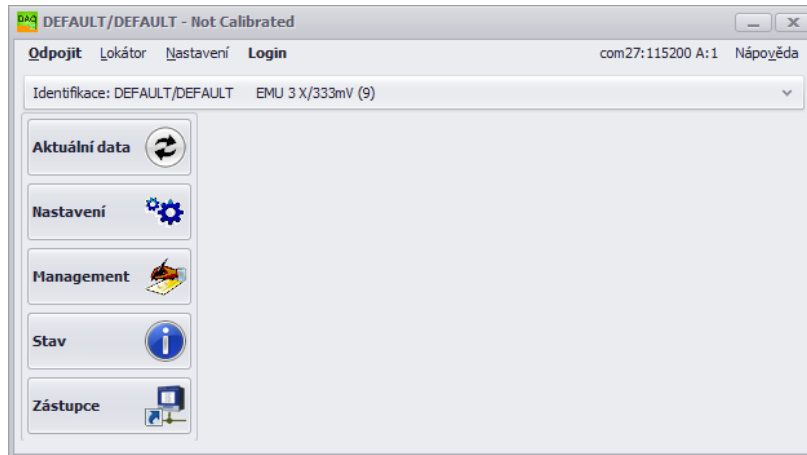 DAQ DEFAULT/DEFAULT - Not Calibrated
Odpojit Lokátor Nastavení Login com27:115200 A:1 Nápověda
Identifikace: DEFAULT/DEFAULT EMU 3 X/333mV (9)
Aktuální data
Nastavení
Management
Stav
Zástupce